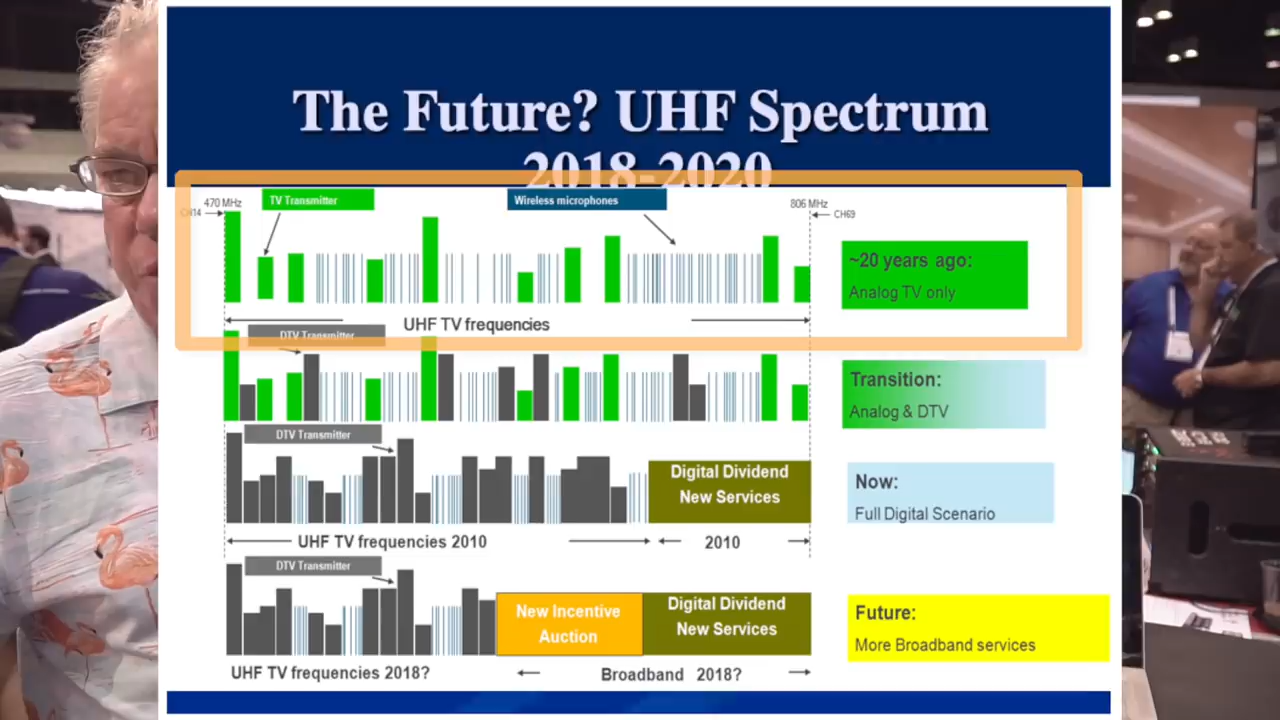 The Future? UHF Spectrum
2018-2020
470 MHz
TV Transmitter
Wireless microphones
806 MHz
CH14
CH69
~20 years ago:
Analog TV only
UHF TV frequencies
DTV Transmitter
Transition:
Analog & DTV
DTV Transmitter
Digital Dividend
New Services
Now:
Full Digital Scenario
UHF TV frequencies 2010
2010
DTV Transmitter
New Incentive
Auction
Digital Dividend
New Services
Future:
More Broadband services
UHF TV frequencies 2018?
Broadband 2018?